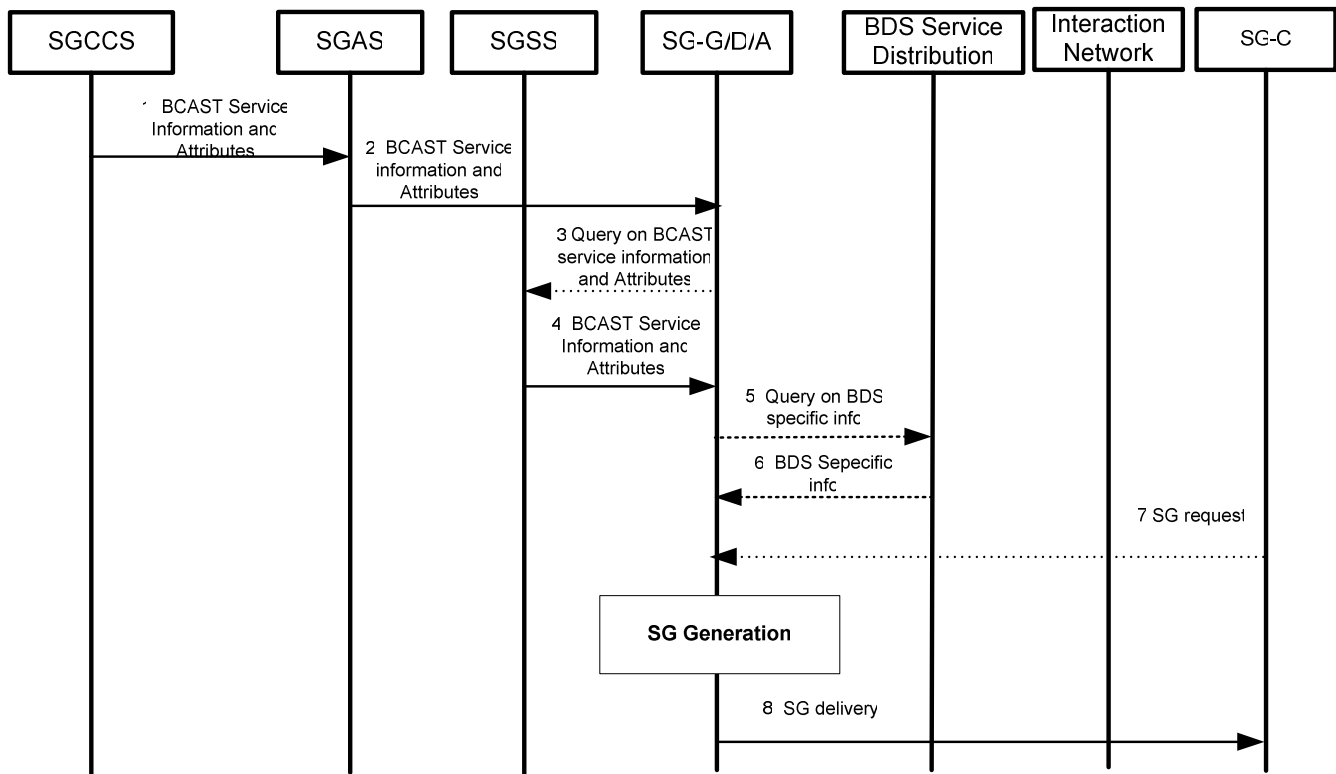 SGCCS
SGAS
SGSS
SG-G/D/A
BDS Service
Distribution
Interaction
Network
SG-C
1 BCAST Service
Information and
Attributes
2 BCAST Service
information and
Attributes
3 Query on BCAST
service information
and Attributes
4 BCAST Service
Information and
Attributes
5 Query on BDS
specific info
6 BDS Sepecific
info
7 SG request
SG Generation
8 SG delivery